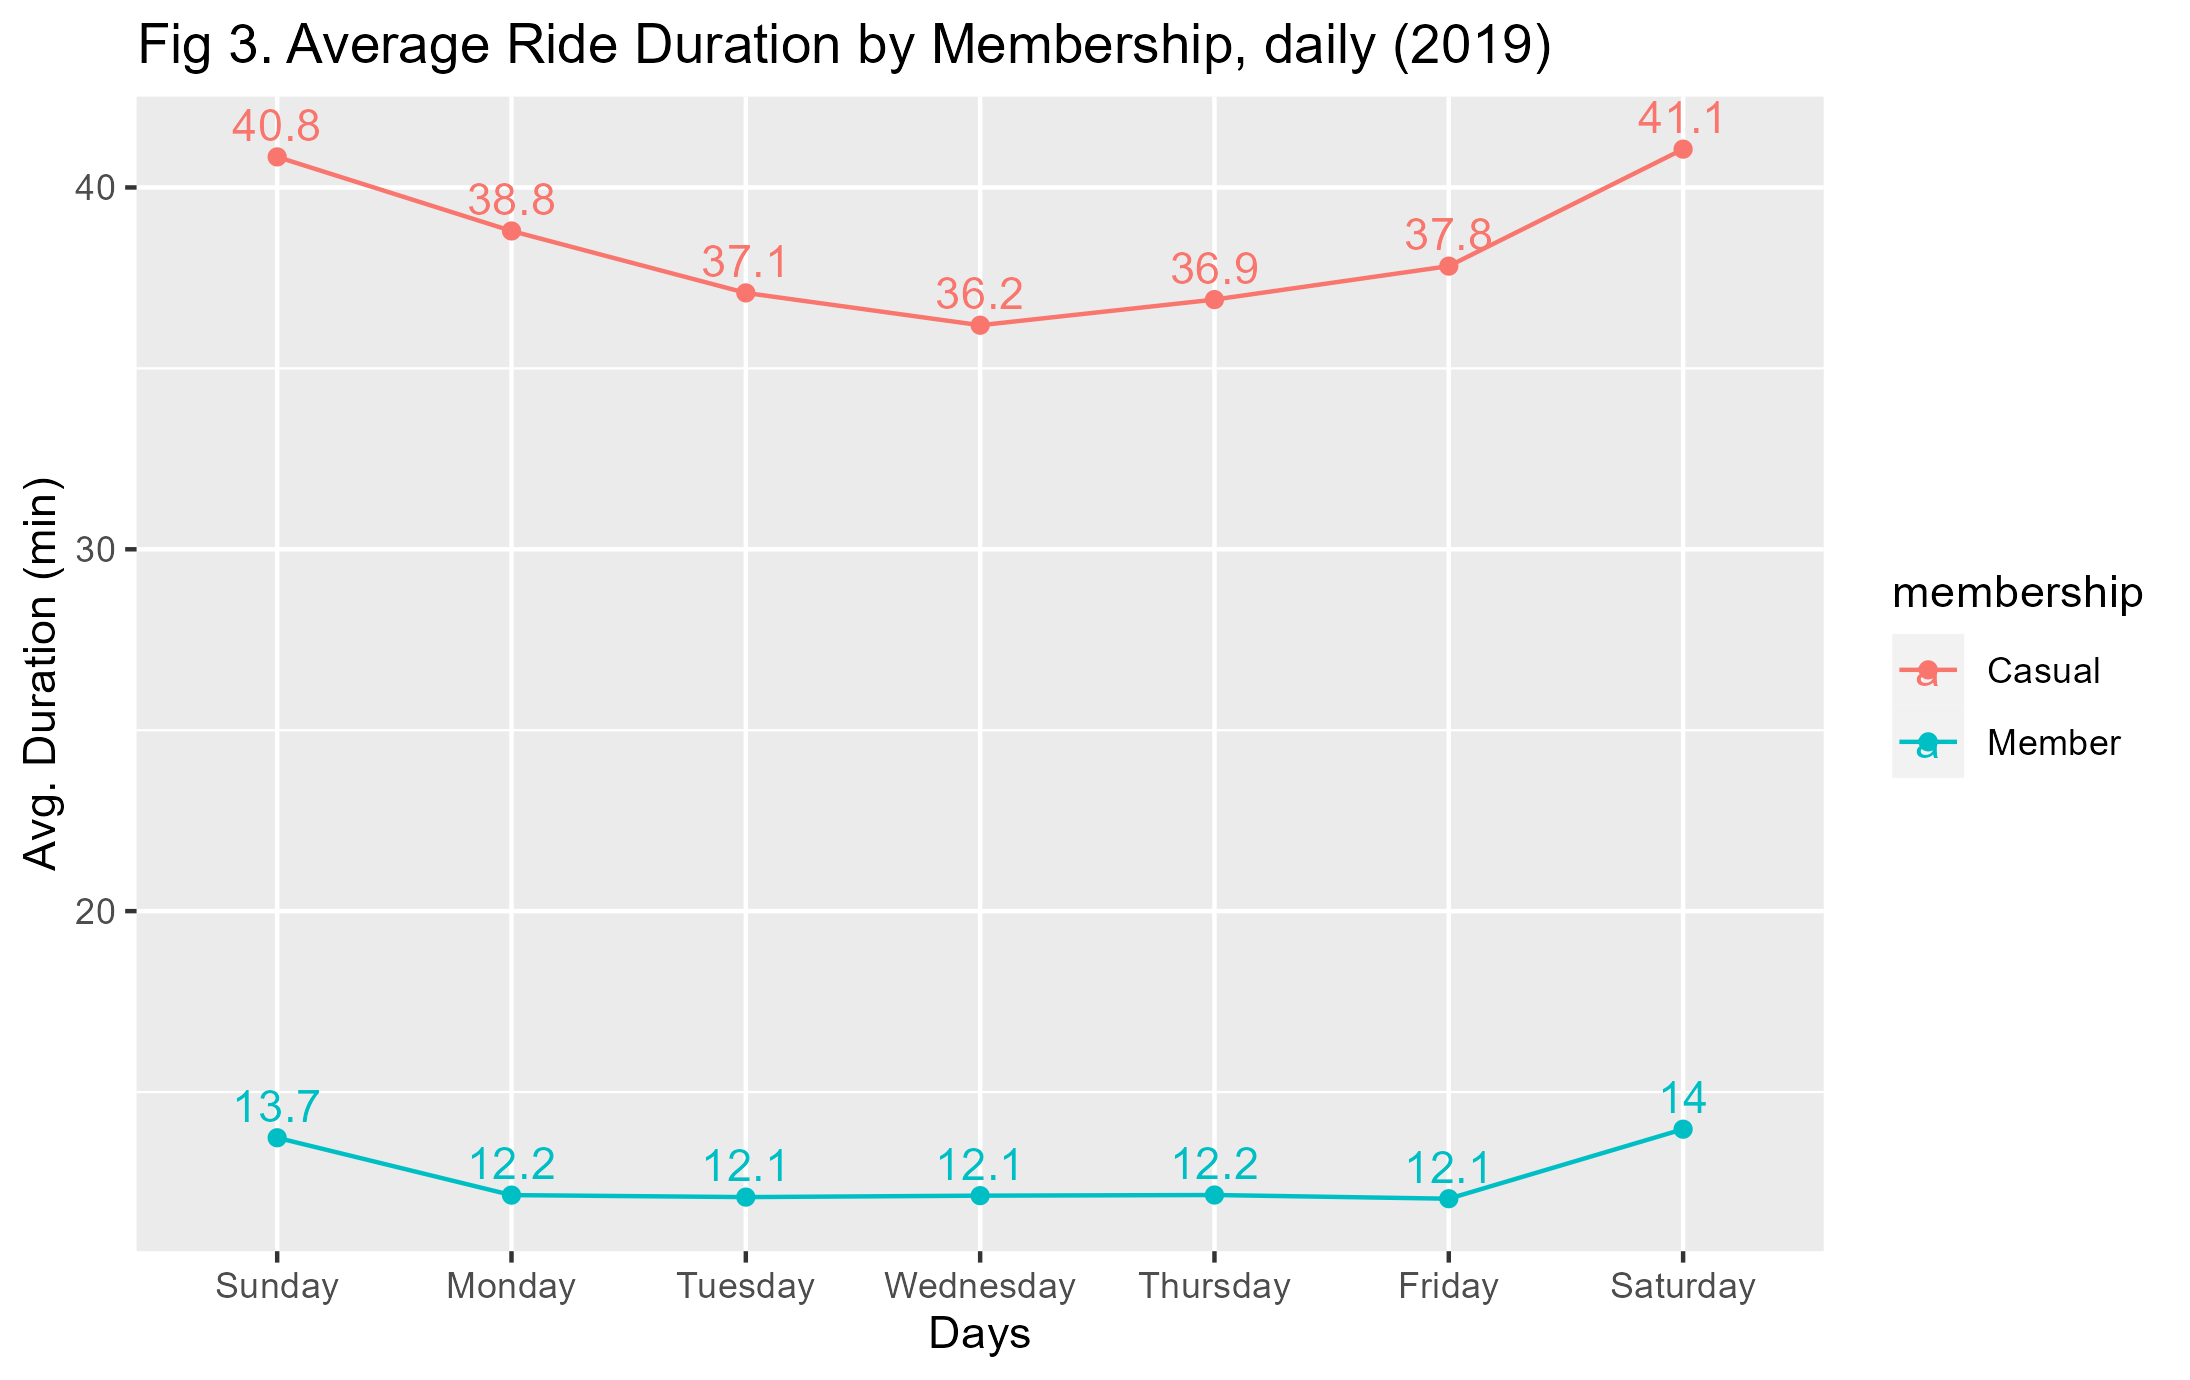 Fig 3. Average Ride Duration by Membership, daily (2019)
40.8
38.8
37.1
36.2
36.9
37.8
41.1
40
30
20
Avg. Duration (min)
13.7
12.2
12.1
12.1
12.2
12.1
14
Sunday Monday Tuesday Wednesday Thursday Friday Saturday
Days
membership
a Casual
a Member